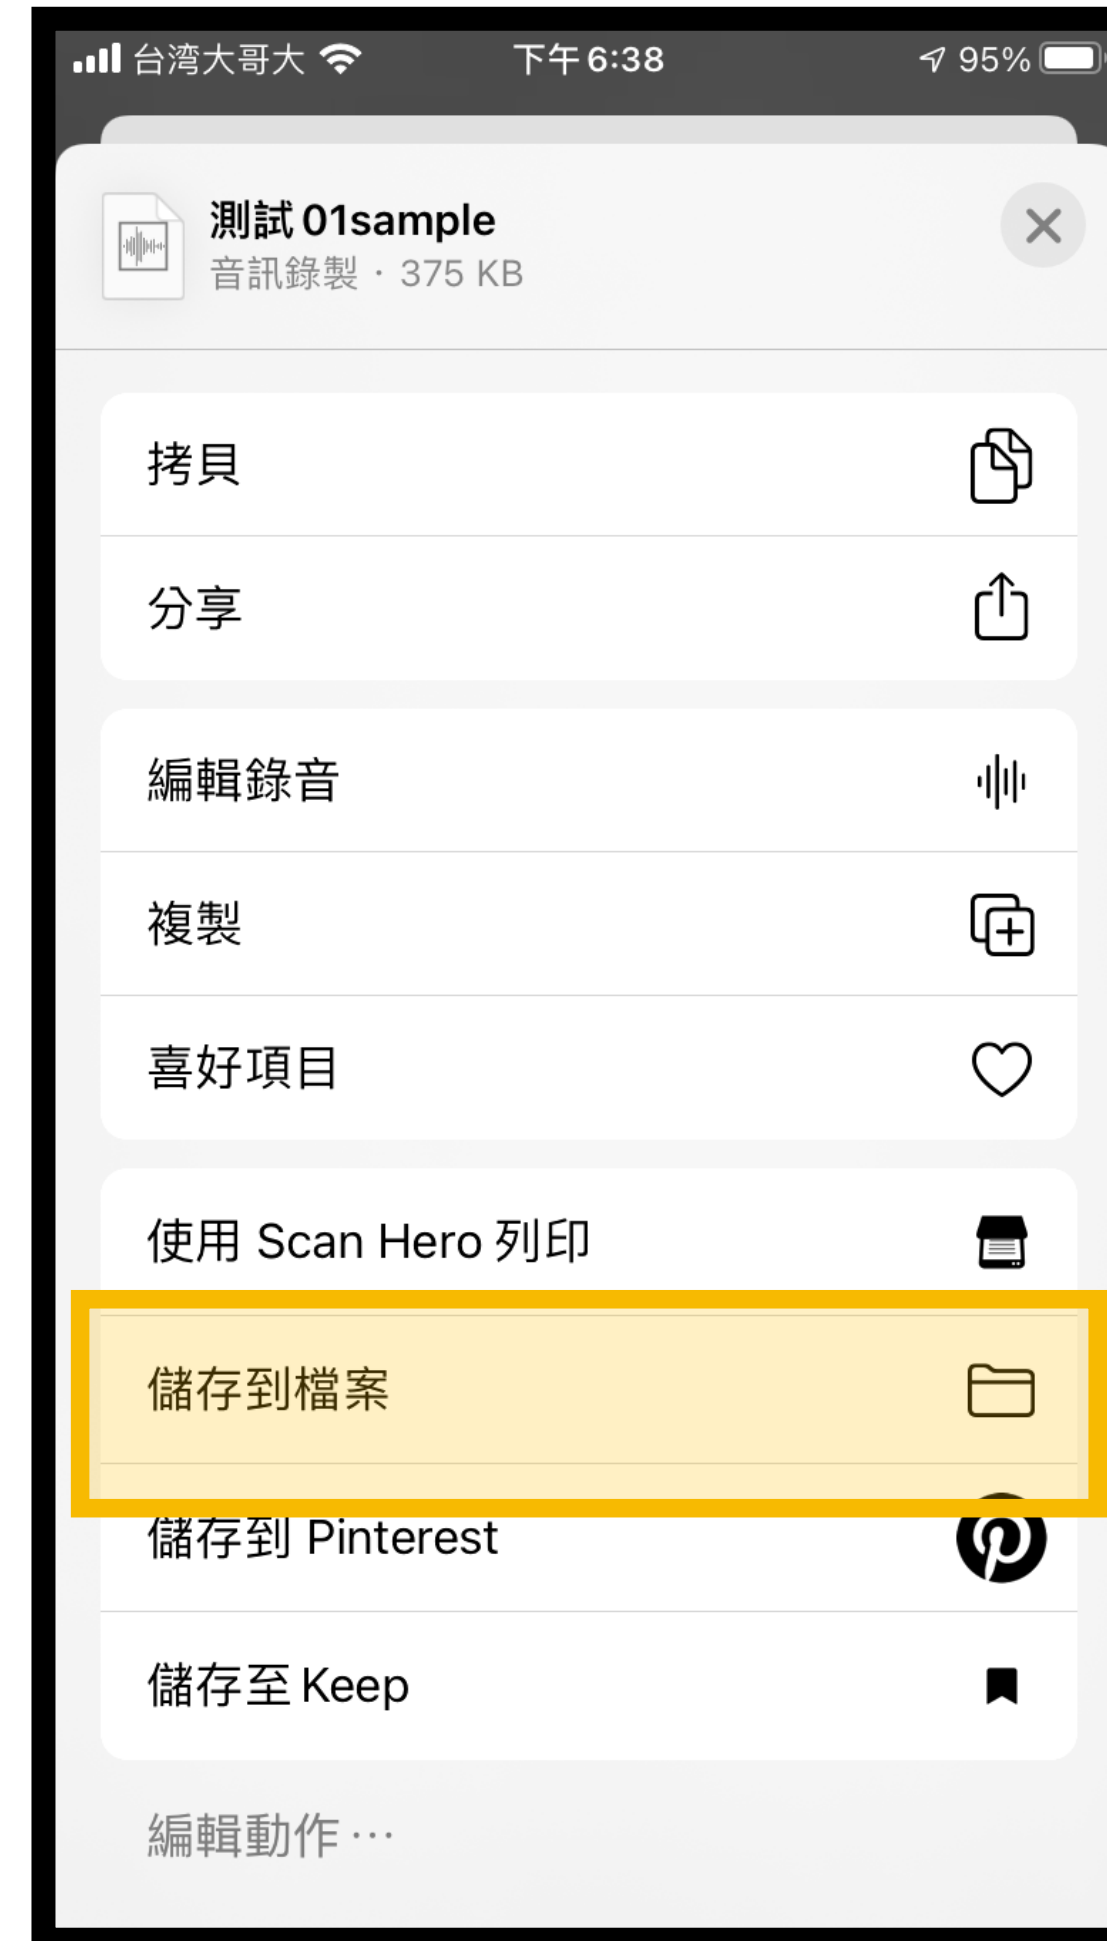 台湾大哥大 下午6:38 95%
測試01sample
音訊錄製 · 375 KB
拷貝
分享
編輯錄音
複製
喜好項目
使用 Scan Hero 列印
儲存到檔案
儲存到 Pinterest
儲存至 Keep
編輯動作⋯